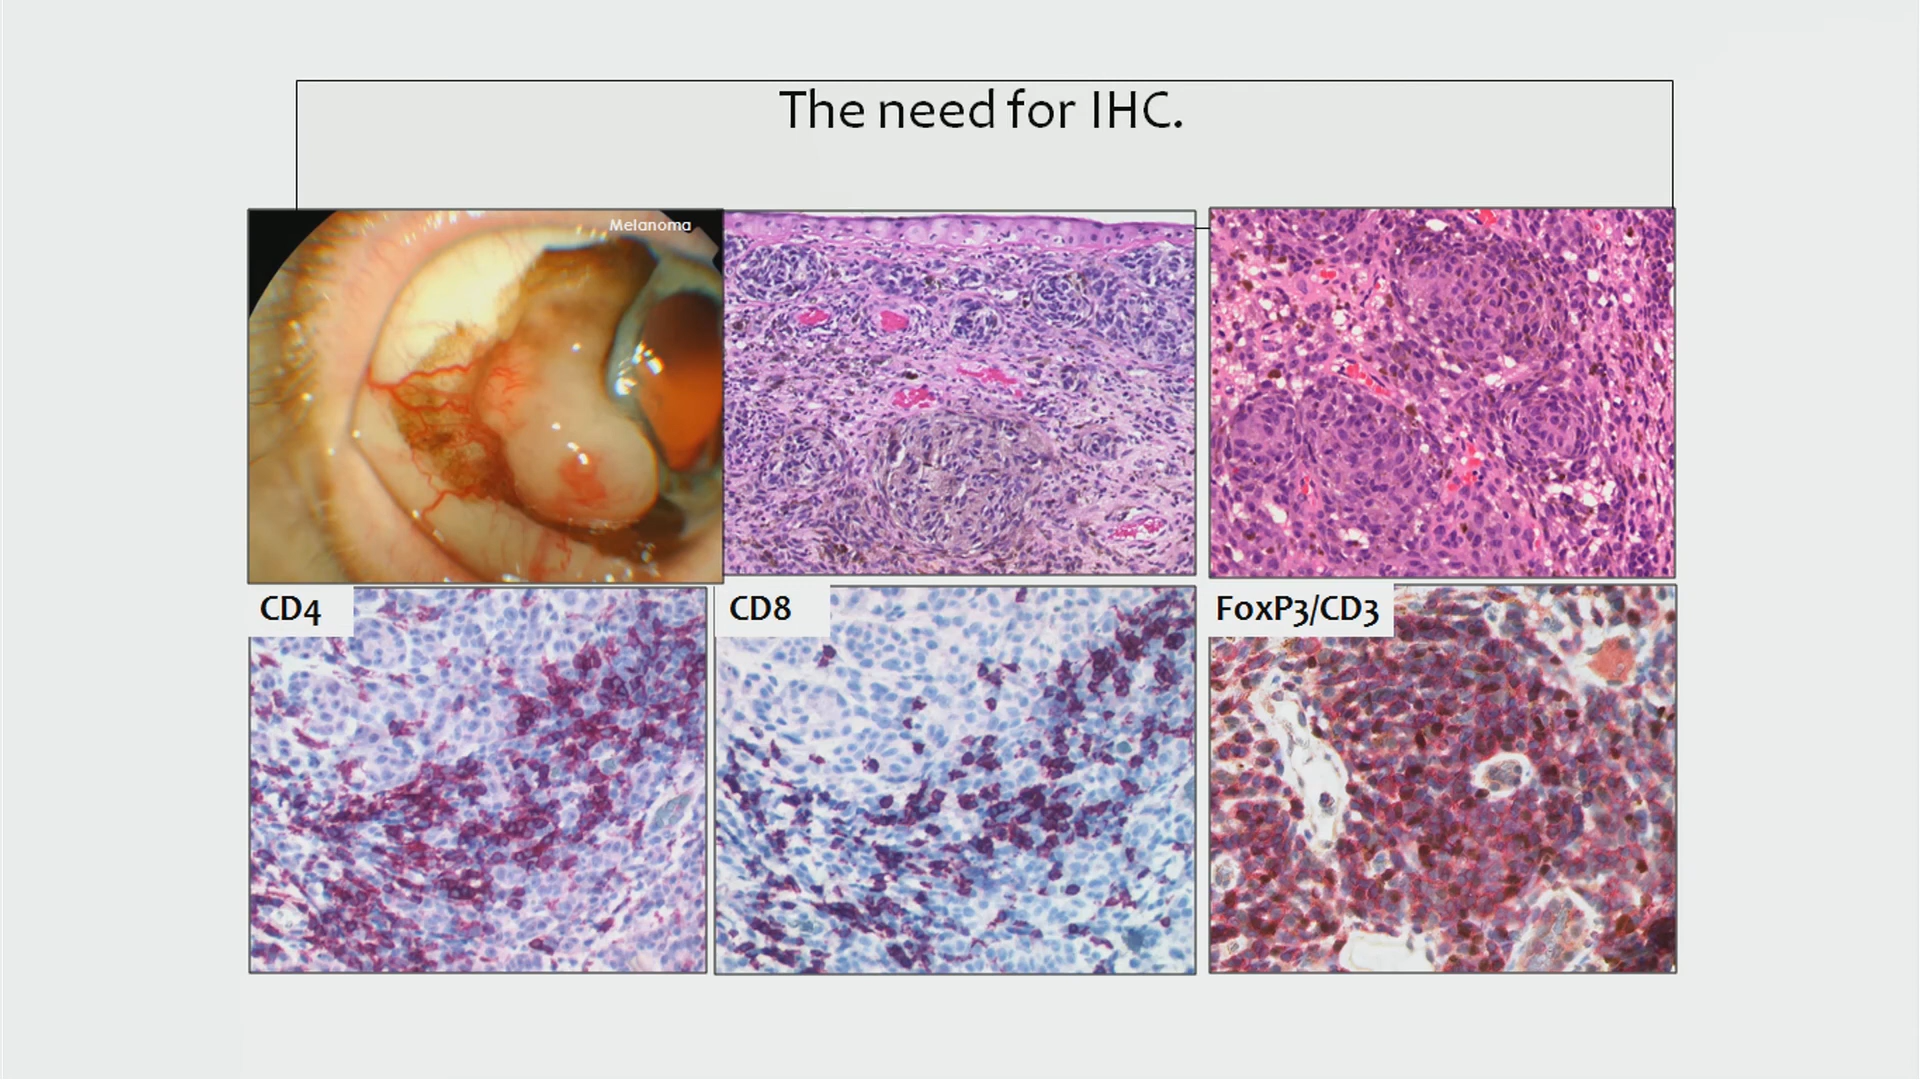 The need for IHC.
Melanoma
CD4
CD8
FoxP3/CD3